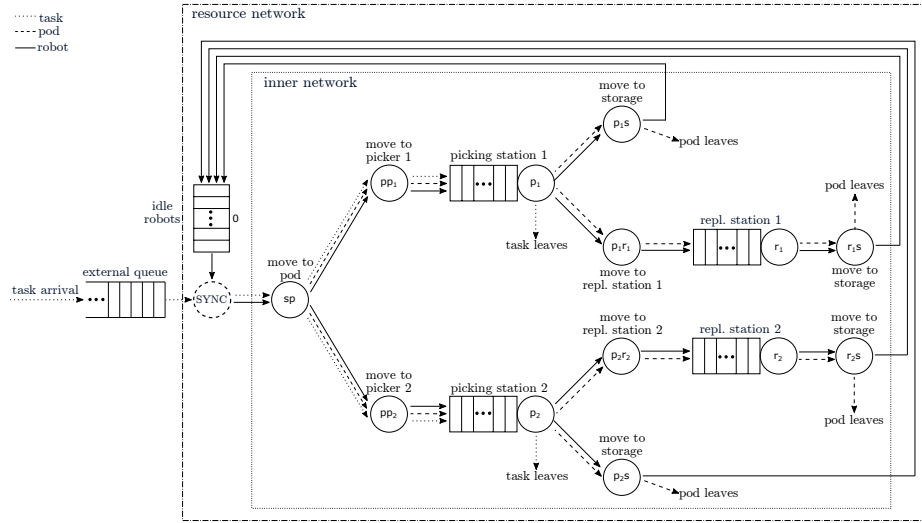 resource network
task
pod
robot
inner network
move to
storage
p₁s
pod leaves
move to
picker 1
pp₁
picking station 1
p₁
task leaves
pod leaves
idle
robots
0
p₁r₁
move to
repl. station 1
repl. station 1
r₁
r₁s
move to
storage
external queue
task arrival
SYNC
move to
pod
sp
move to
repl. station 2
p₂r₂
repl. station 2
r₂
move to
storage
r₂s
pod leaves
move to
picker 2
pp₂
picking station 2
p₂
task leaves
move to
storage
p₂s
pod leaves